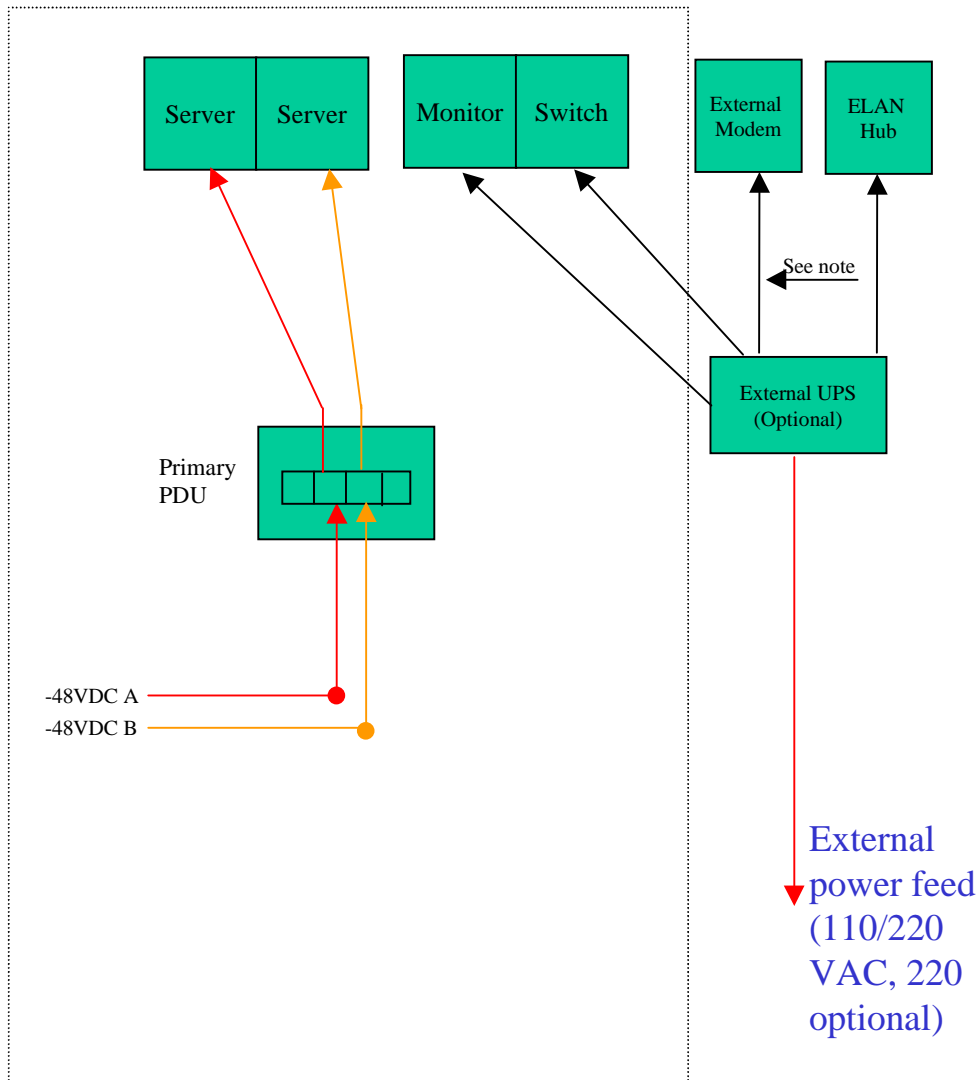 Server
Server
Monitor
Switch
External
Modem
ELAN
Hub
See note
External UPS
(Optional)
Primary
PDU
-48VDC A
-48VDC B
External
power feed
(110/220
VAC, 220
optional)